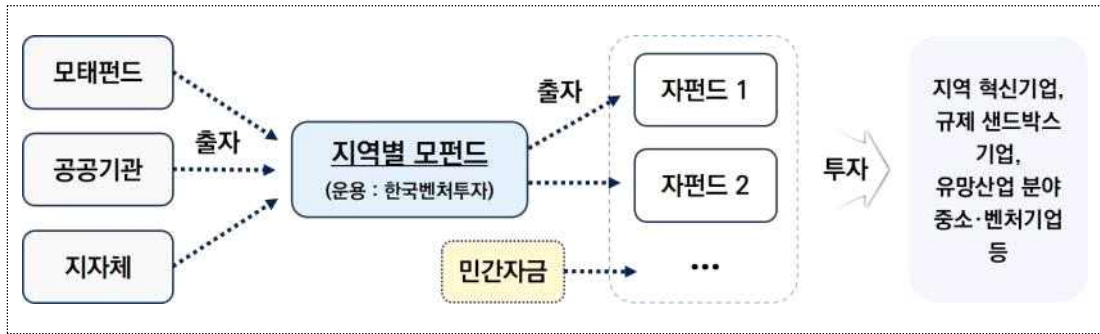 모태펀드
공공기관
지자체
출자
지역별 모펀드
(운용 : 한국벤처투자)
출자
민간자금
자펀드 1
자펀드 2
...
투자
지역 혁신기업,
규제 샌드박스
기업,
유망산업 분야
중소·벤처기업
등